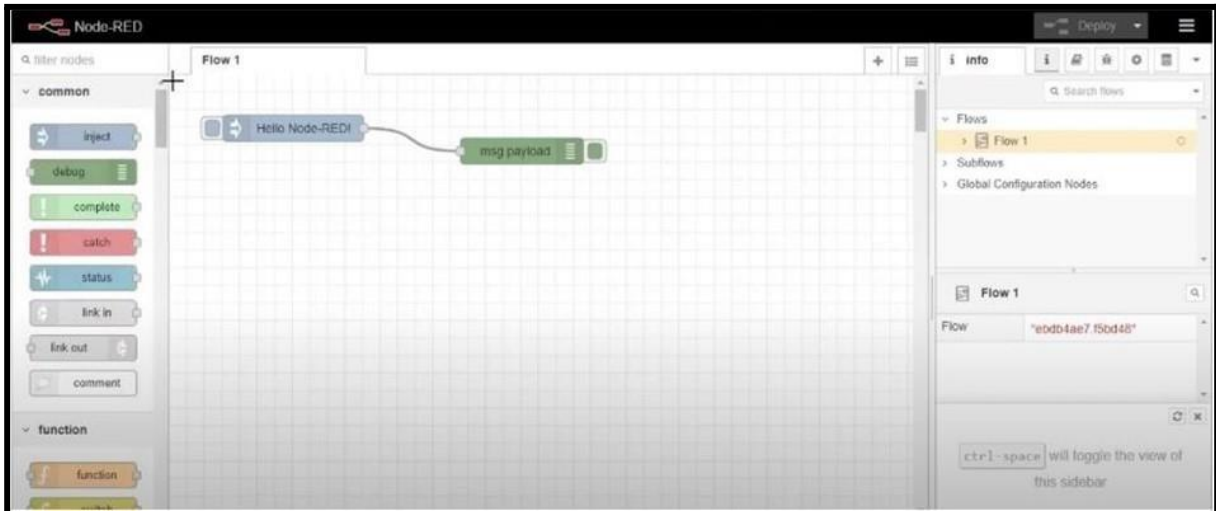 Node-RED
Deploy
filter nodes
Flow 1
i info
Search flows
common
inject
debug
complete
catch
status
link in
link out
comment
function
function
switch
Hello Node-RED!
msg.payload
Flows
Flow 1
Subflows
Global Configuration Nodes
Flow 1
Flow
"ebdb4ae7.f5bd48"
ctrl-space will toggle the view of
this sidebar